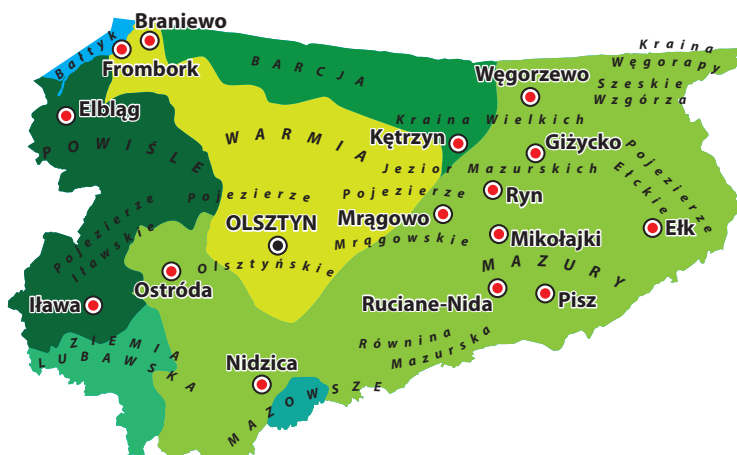 Braniewo
Bałtyk
Frombork
BARCJA
Kraina
Węgorapy
Węgorzewo
Szeskie
Wzgórza
Elbląg
Kraina Wielkich
WARMIA
Kętrzyn
Giżycko
POWIŚLE
Jezior Mazurskich
Pojezierze
Ełckie
Pojezierze
Pojezierze
Ryn
OLSZTYN
Mrągowo
Mrągowskie
Mikołajki
Ełk
Pojezierze
Iławskie
Olsztyńskie
MAZURY
Ostróda
Iława
Ruciane-Nida
Pisz
ZIEMIA
LUBAWSKA
Równina
Mazurska
Nidzica
MAZOWSZE